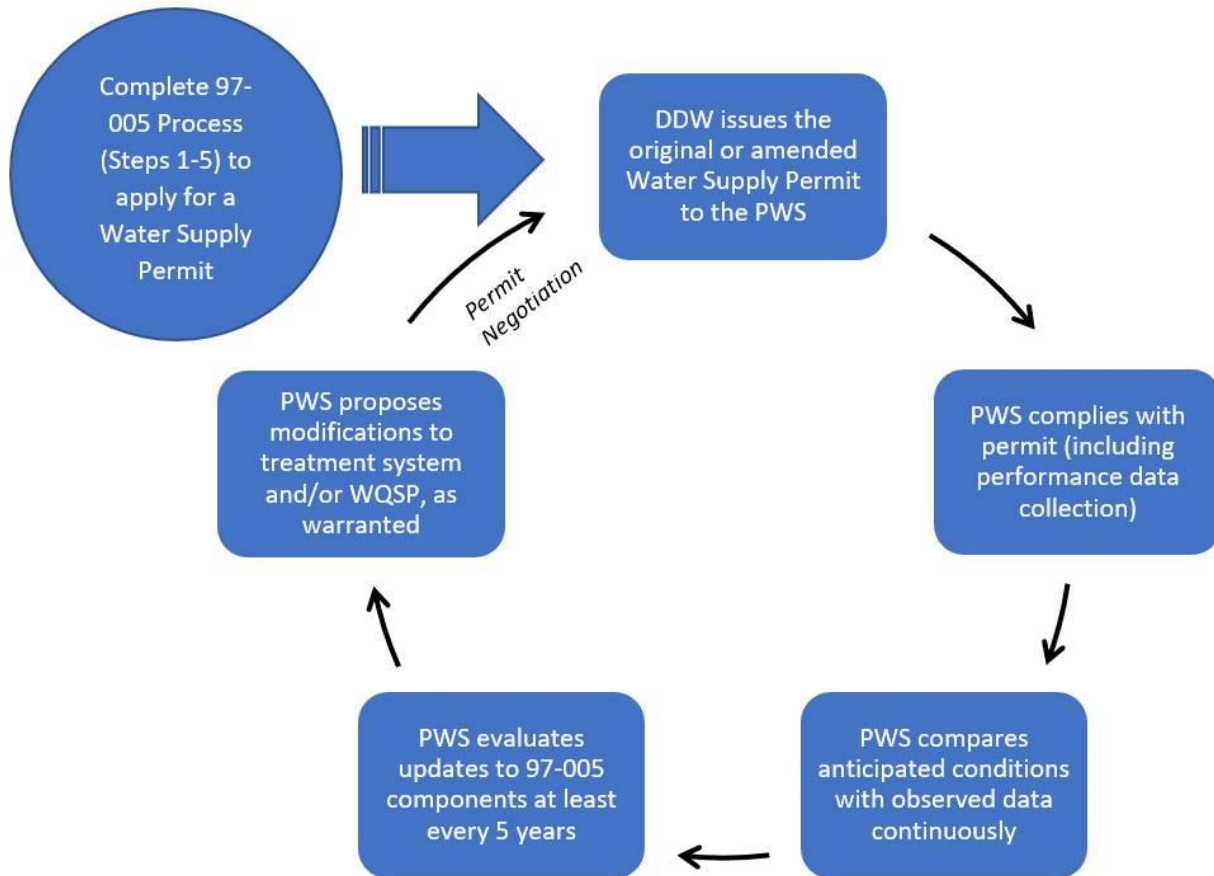 Complete 97-
005 Process
(Steps 1-5) to
apply for a
Water Supply
Permit
DDW issues the
original or amended
Water Supply Permit
to the PWS
Permit
Negotiation
PWS complies with
permit (including
performance data
collection)
PWS compares
anticipated conditions
with observed data
continuously
PWS evaluates
updates to 97-005
components at least
every 5 years
PWS proposes
modifications to
treatment system
and/or WQSP, as
warranted